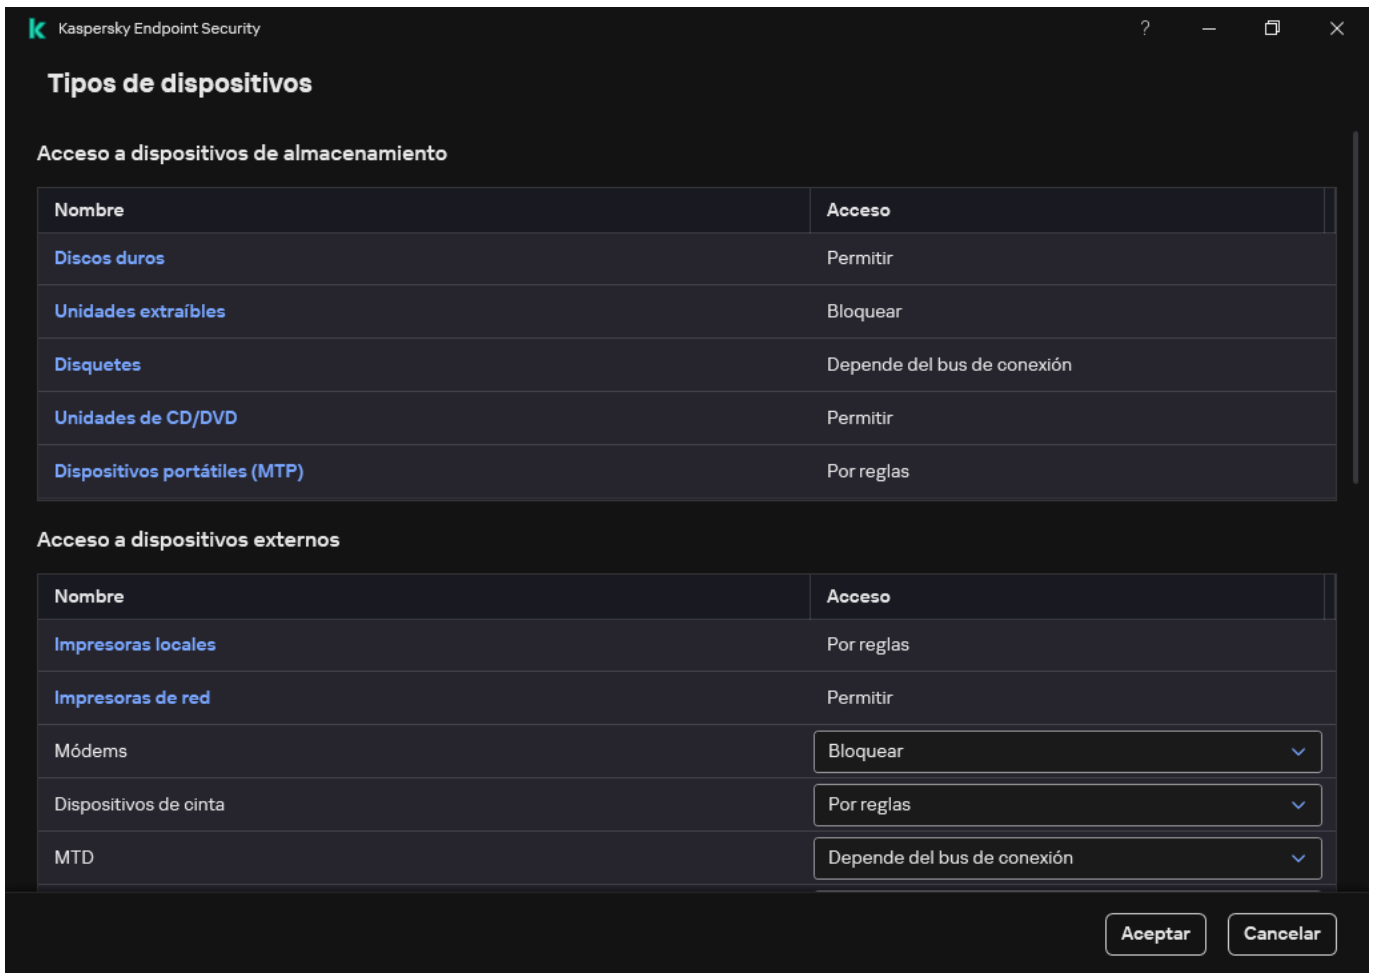 Kaspersky Endpoint Security
?
Tipos de dispositivos
Acceso a dispositivos de almacenamiento
Nombre Acceso
Discos duros Permitir
Unidades extraíbles Bloquear
Disquetes Depende del bus de conexión
Unidades de CD/DVD Permitir
Dispositivos portátiles (MTP) Por reglas
Acceso a dispositivos externos
Nombre Acceso
Impresoras locales Por reglas
Impresoras de red Permitir
Módems Bloquear
Dispositivos de cinta Por reglas
MTD Depende del bus de conexión
Aceptar Cancelar